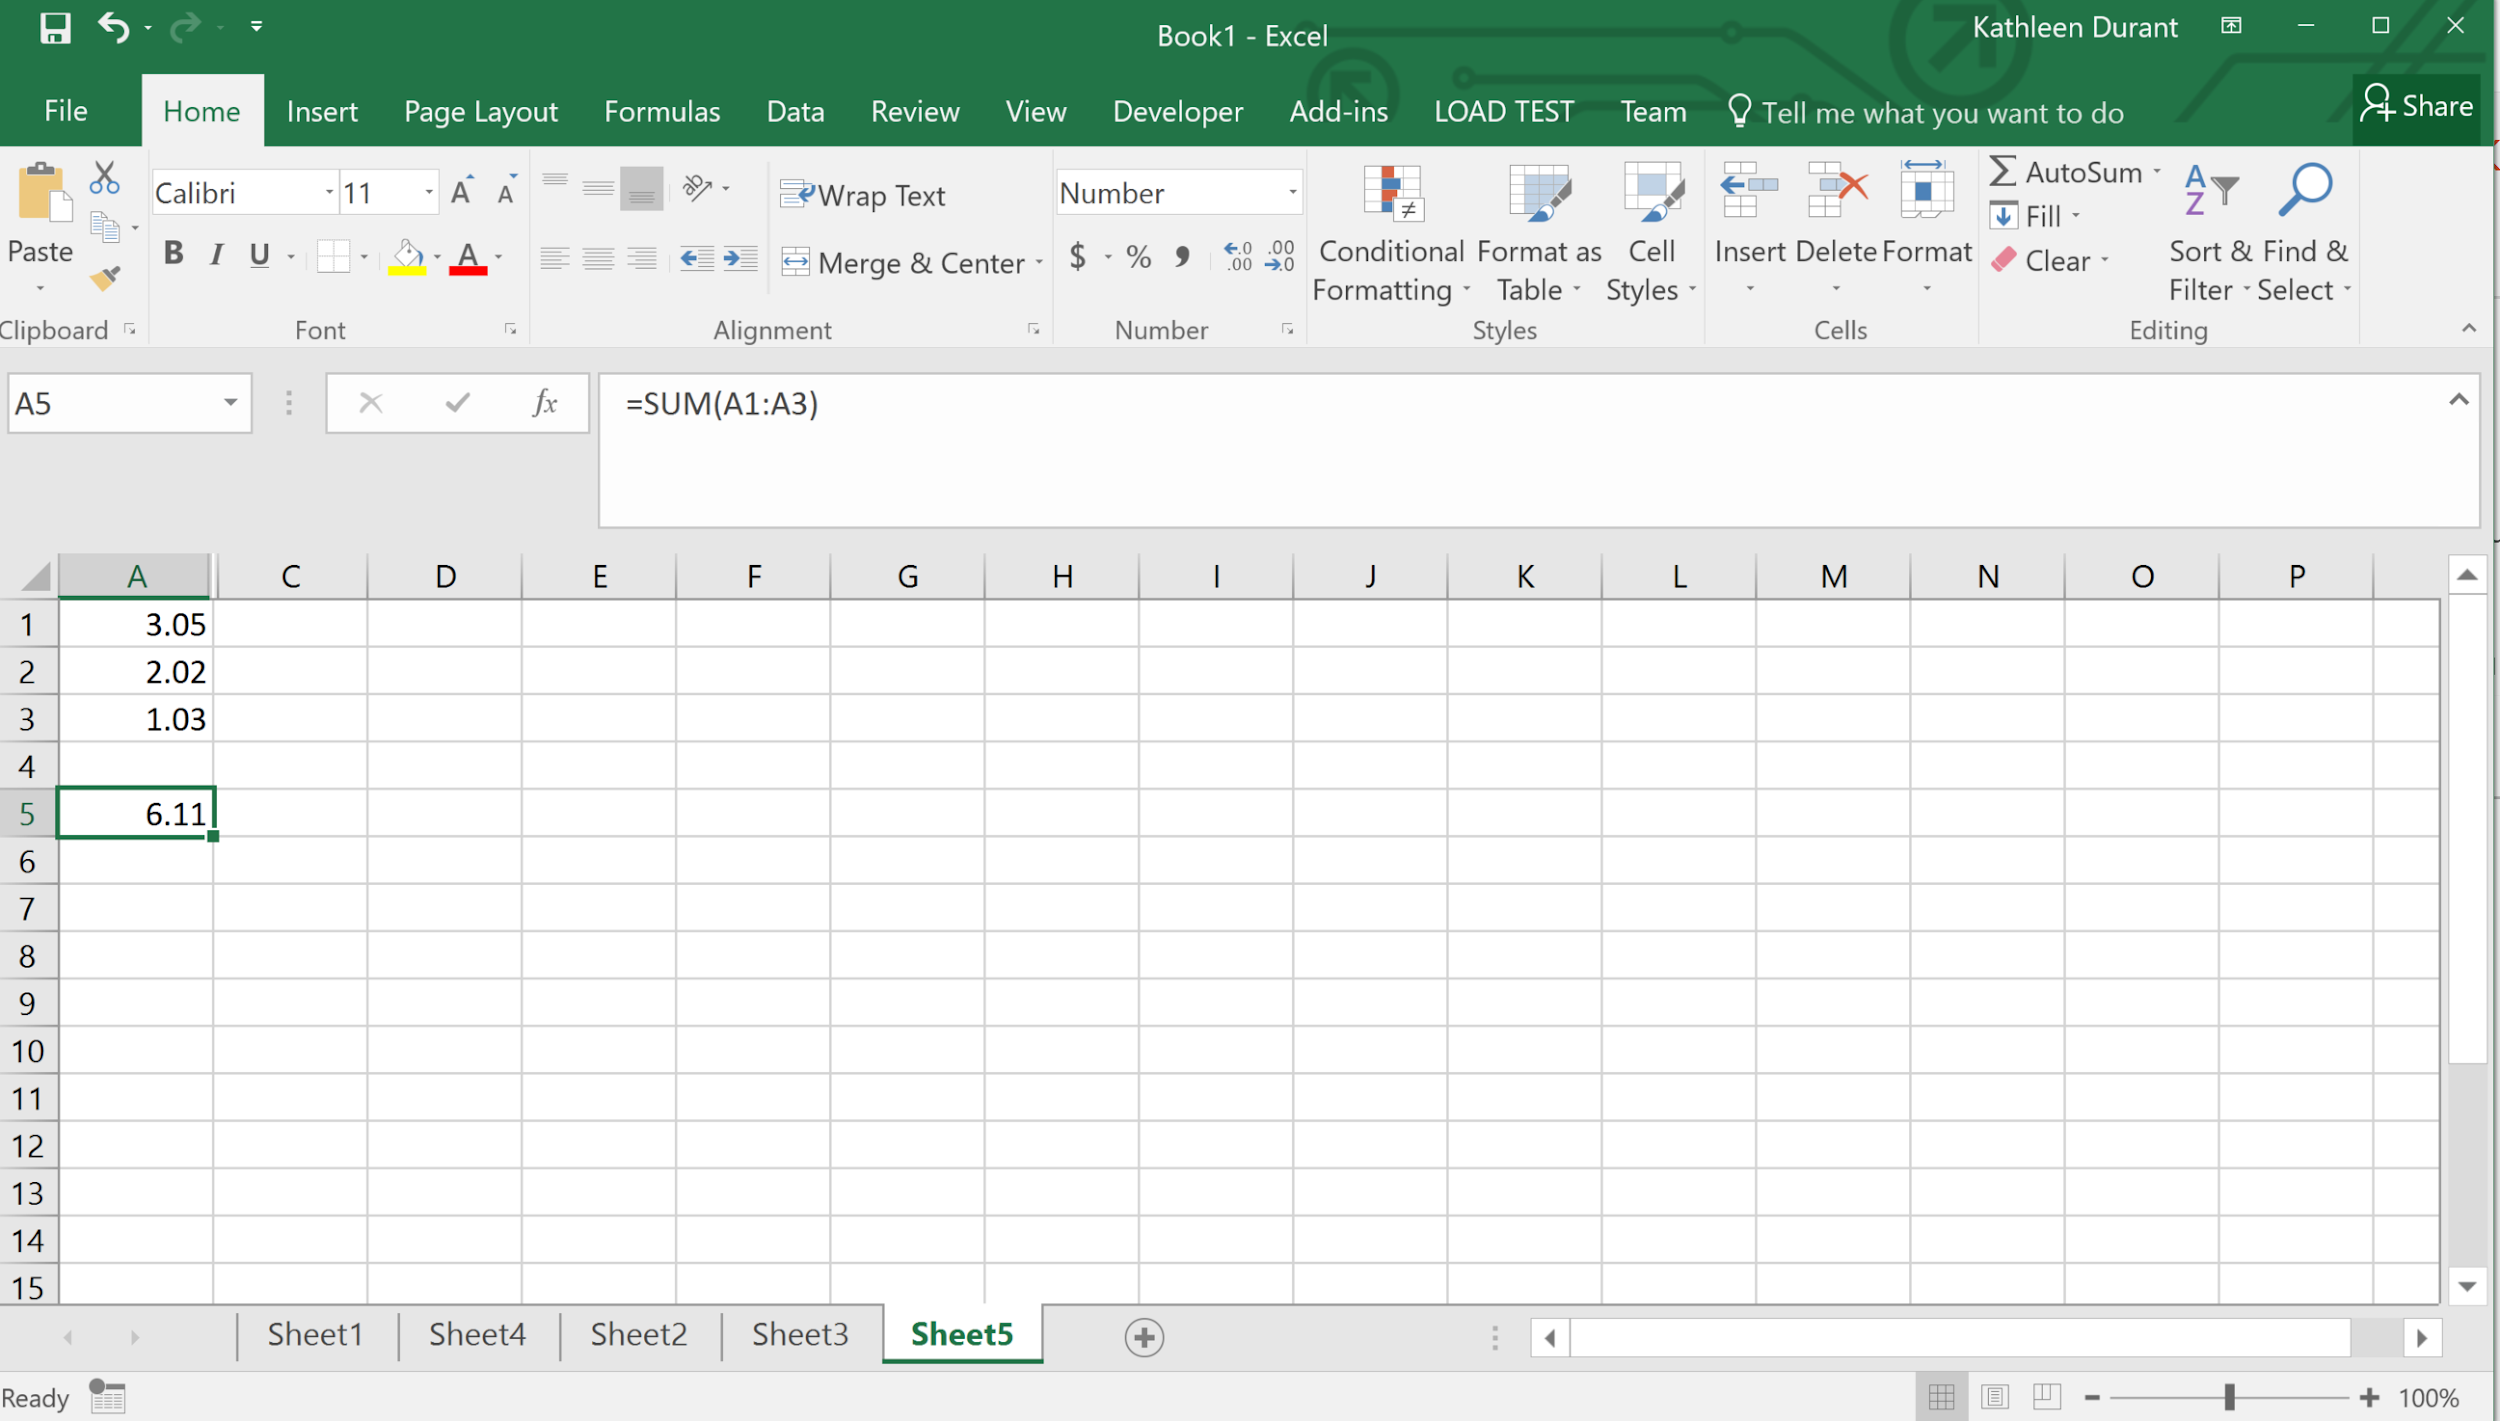 Book1 - Excel
Kathleen Durant
File Home Insert Page Layout Formulas Data Review View Developer Add-ins LOAD TEST Team Tell me what you want to do Share
Paste
Calibri 11
B I U A
Wrap Text
Merge & Center
Number
$ % , .0 .00 .00 .0
Conditional Formatting
Format as Table
Cell Styles
Insert Delete Format
AutoSum
Fill
Clear
Sort & Filter
Find & Select
Clipboard Font Alignment Number Styles Cells Editing
A5 fx =SUM(A1:A3)
A C D E F G H I J K L M N O P
1 3.05
2 2.02
3 1.03
4
5 6.11
6
7
8
9
10
11
12
13
14
15
Sheet1 Sheet4 Sheet2 Sheet3 Sheet5
Ready 100%